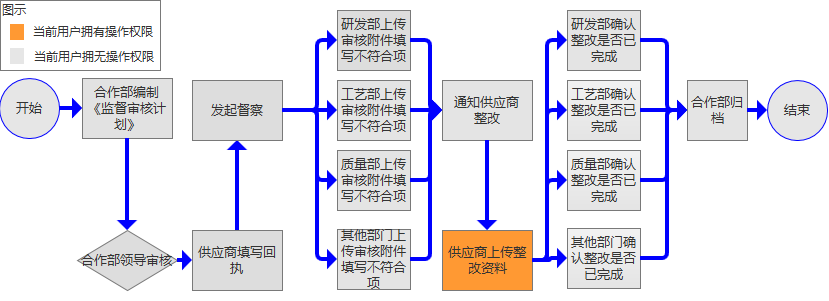 图示
当前用户拥有操作权限
当前用户拥无操作权限
开始
合作部编制
《监督审核计
划》
合作部领导审核
供应商填写回
执
发起督察
研发部上传
审核附件填
写不符合项
工艺部上传
审核附件填
写不符合项
质量部上传
审核附件填
写不符合项
其他部门上
传审核附件
填写不符合
项
通知供应商
整改
供应商上传整
改资料
研发部确认
整改是否已
完成
工艺部确认
整改是否已
完成
质量部确认
整改是否已
完成
其他部门确
认整改是否
已完成
合作部归
档
结束